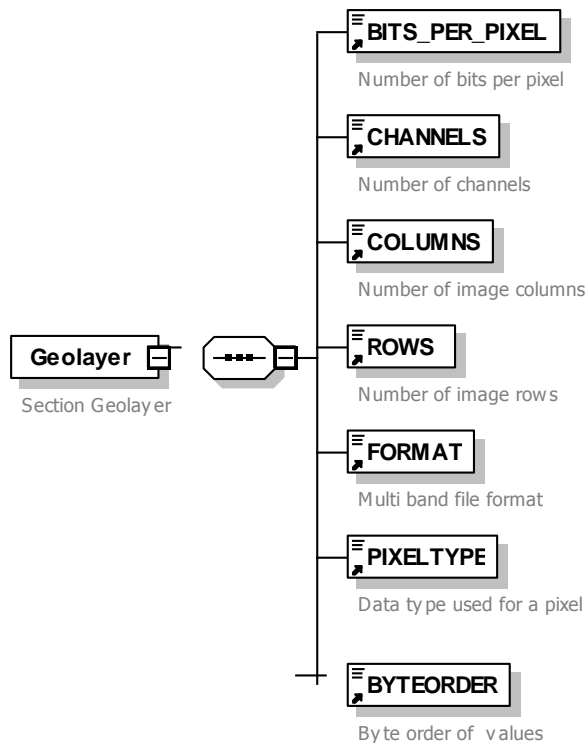 BITS_PER_PIXEL
Number of bits per pixel
CHANNELS
Number of channels
COLUMNS
Number of image columns
Geolayer
Section Geolayer
ROWS
Number of image rows
FORMAT
Multi band file format
PIXELTYPE
Data type used for a pixel
BYTEORDER
Byte order of values